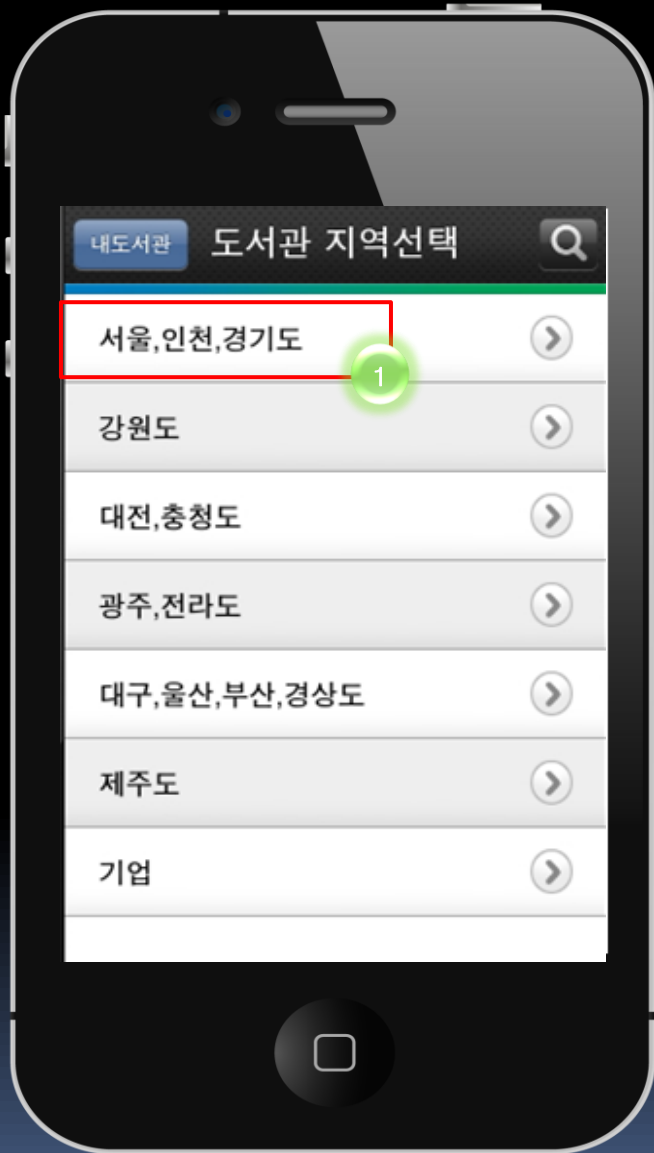 내도서관 도서관 지역선택
서울,인천,경기도
1
강원도
대전,충청도
광주,전라도
대구,울산,부산,경상도
제주도
기업